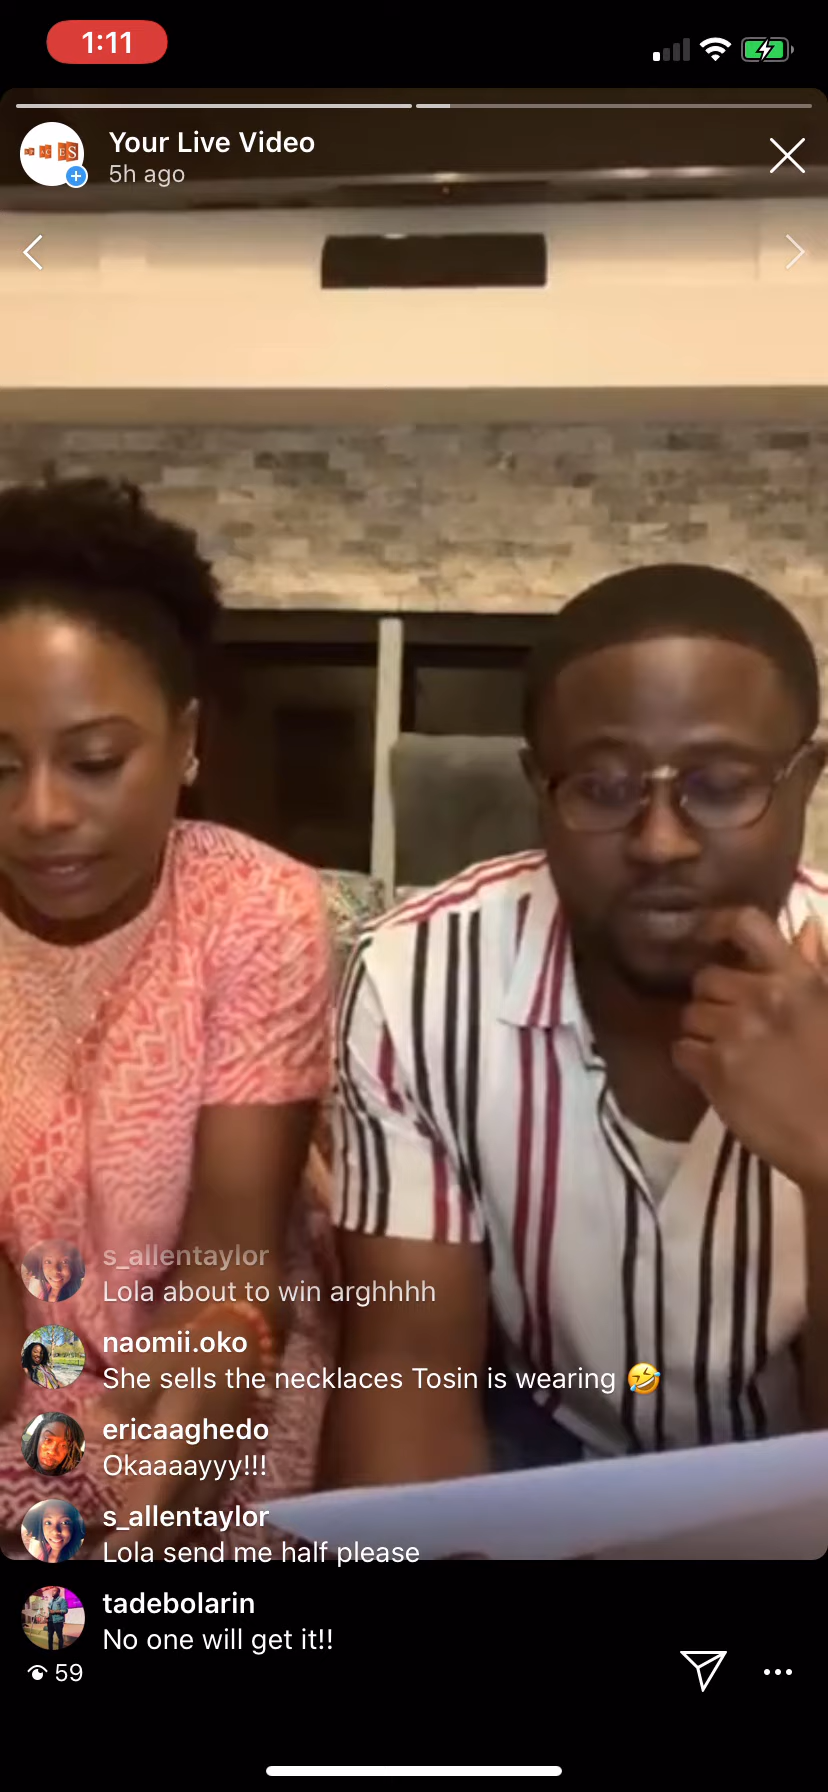 1:11
Your Live Video
5h ago
s_allentaylor
Lola about to win arghhhh
naomii.oko
She sells the necklaces Tosin is wearing 🤣
ericaaghedo
Okaaaayyy!!!
s_allentaylor
Lola send me half please
tadebolarin
No one will get it!!
59